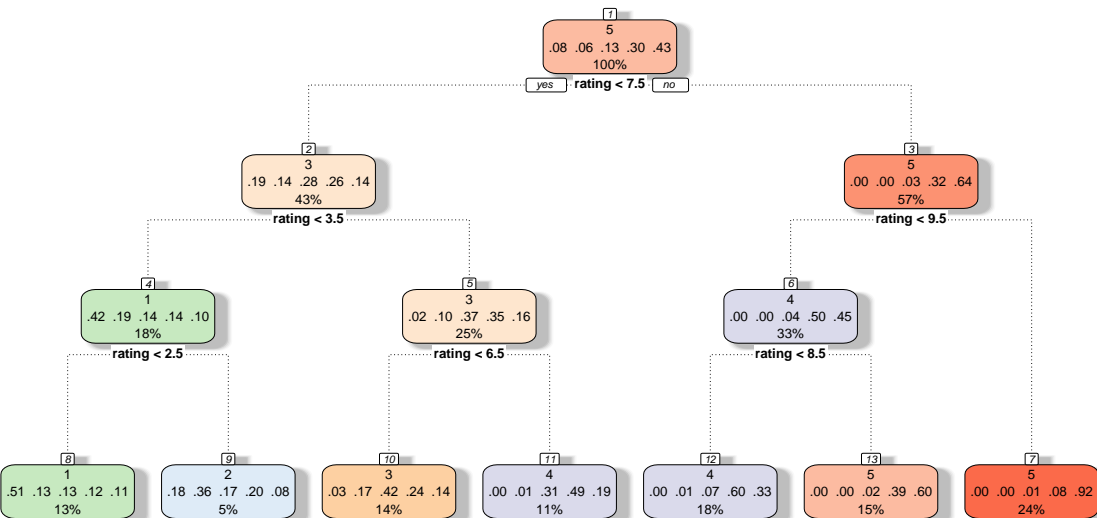 1
5
.08 .06 .13 .30 .43
100%
yes rating < 7.5 no
2 3
3 5
.19 .14 .28 .26 .14 .00 .00 .03 .32 .64
43% 57%
rating < 3.5 rating < 9.5
4 5 6
1 3 4
.42 .19 .14 .14 .10 .02 .10 .37 .35 .16 .00 .00 .04 .50 .45
18% 25% 33%
rating < 2.5 rating < 6.5 rating < 8.5
8 9 10 11 12 13 7
1 2 3 4 4 5 5
.51 .13 .13 .12 .11 .18 .36 .17 .20 .08 .03 .17 .42 .24 .14 .00 .01 .31 .49 .19 .00 .01 .07 .60 .33 .00 .00 .02 .39 .60 .00 .00 .01 .08 .92
13% 5% 14% 11% 18% 15% 24%